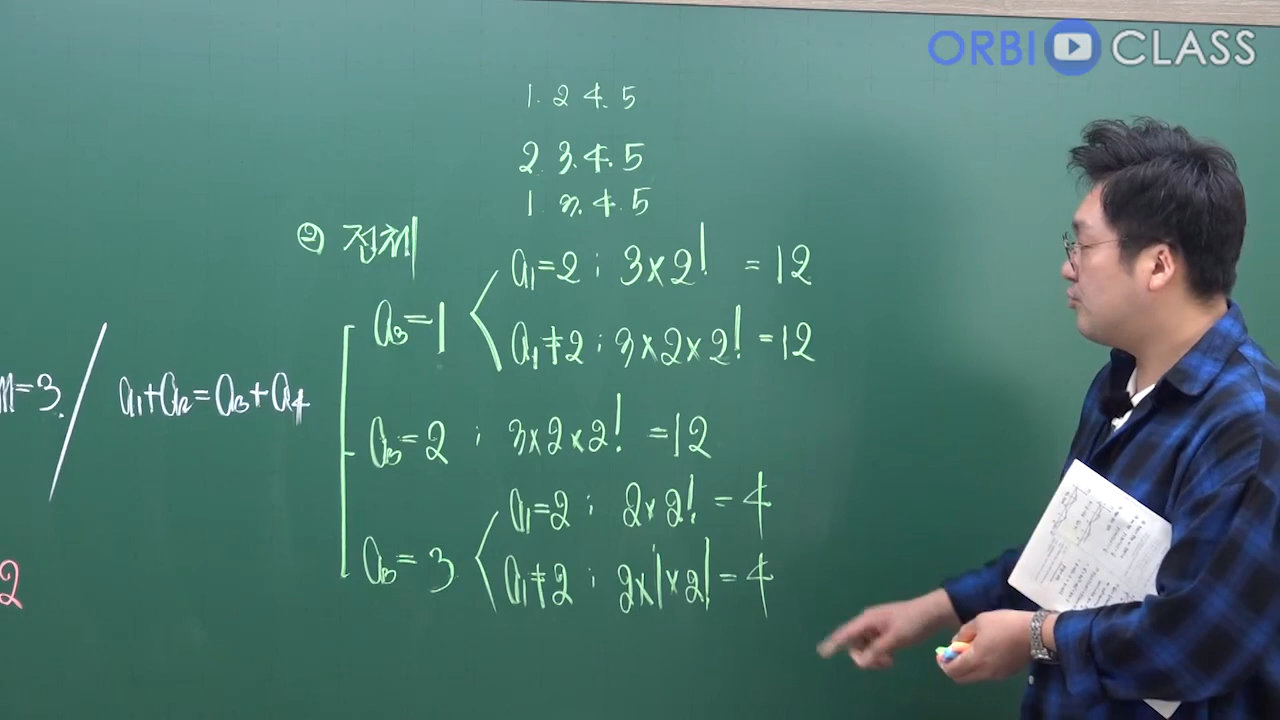 ORBI CLASS
1. 2 4. 5
2. 3. 4. 5
1. 3. 4. 5
② 전체
a₃=1
a₁=2 ; 3×2! = 12
a₁≠2 ; 3×2×2! = 12
m=3. / a₁+a₂=a₃+a₄
a₃=2 ; 3×2×2! = 12
a₃=3
a₁=2 ; 2×2! = 4
a₁≠2 ; 2×1×2! = 4
2